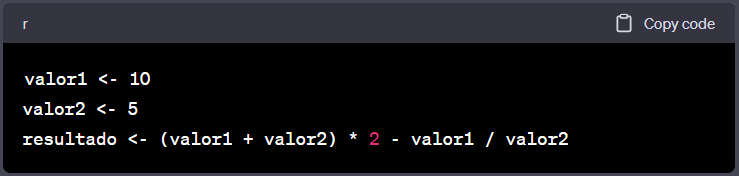 r
Copy code
valor1 <- 10
valor2 <- 5
resultado <- (valor1 + valor2) * 2 - valor1 / valor2